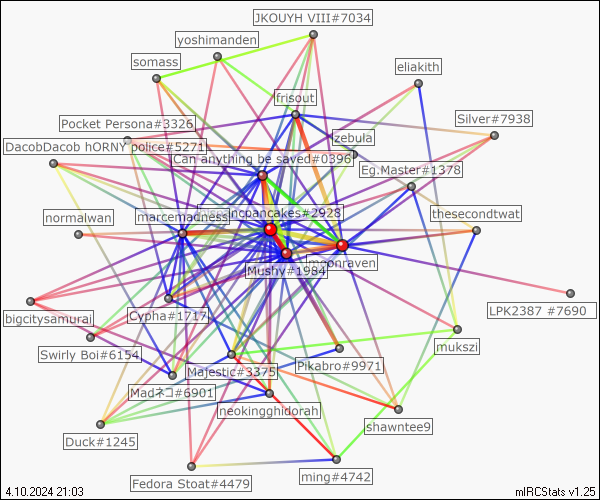 JKOUYH VIII#7034
yoshimanden
somass
eliakith
frisout
Silver#7938
Pocket Persona#3326
zebula
DacobDacob hORNY police#5271
Can anything be saved#0396
Eg.Master#1378
incpancakes#2928
marcemadness
normalwan
thesecondtwat
moonraven
Mushy#1984
LPK2387 #7690
Cypha#1717
bigcitysamurai
mukszi
Swirly Boi#6154
Pikabro#9971
Majestic#3375
Madネコ#6901
neokingghidorah
shawntee9
Duck#1245
ming#4742
Fedora Stoat#4479
4.10.2024 21:03
mIRCStats v1.25